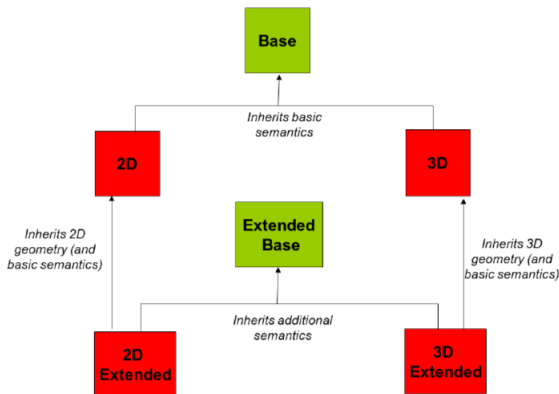 Base
Inherits basic
semantics
2D
3D
Inherits 2D
geometry (and
basic semantics)
Extended
Base
Inherits 3D
geometry (and
basic semantics)
Inherits additional
semantics
2D
Extended
3D
Extended